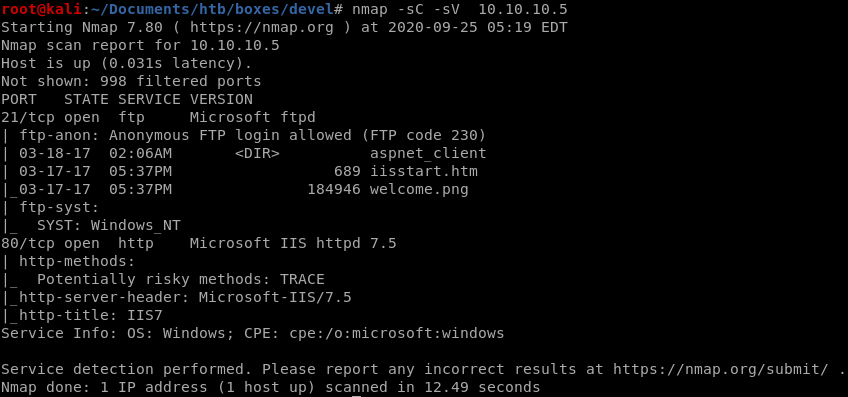 root@kali:~/Documents/htb/boxes/devel# nmap -sC -sV  10.10.10.5
Starting Nmap 7.80 ( https://nmap.org ) at 2020-09-25 05:19 EDT
Nmap scan report for 10.10.10.5
Host is up (0.031s latency).
Not shown: 998 filtered ports
PORT   STATE SERVICE VERSION
21/tcp open  ftp     Microsoft ftpd
| ftp-anon: Anonymous FTP login allowed (FTP code 230)
| 03-18-17  02:06AM       <DIR>          aspnet_client
| 03-17-17  05:37PM                  689 iisstart.htm
|_03-17-17  05:37PM               184946 welcome.png
| ftp-syst:
|_  SYST: Windows_NT
80/tcp open  http    Microsoft IIS httpd 7.5
| http-methods:
|_  Potentially risky methods: TRACE
|_http-server-header: Microsoft-IIS/7.5
|_http-title: IIS7
Service Info: OS: Windows; CPE: cpe:/o:microsoft:windows

Service detection performed. Please report any incorrect results at https://nmap.org/submit/ .
Nmap done: 1 IP address (1 host up) scanned in 12.49 seconds